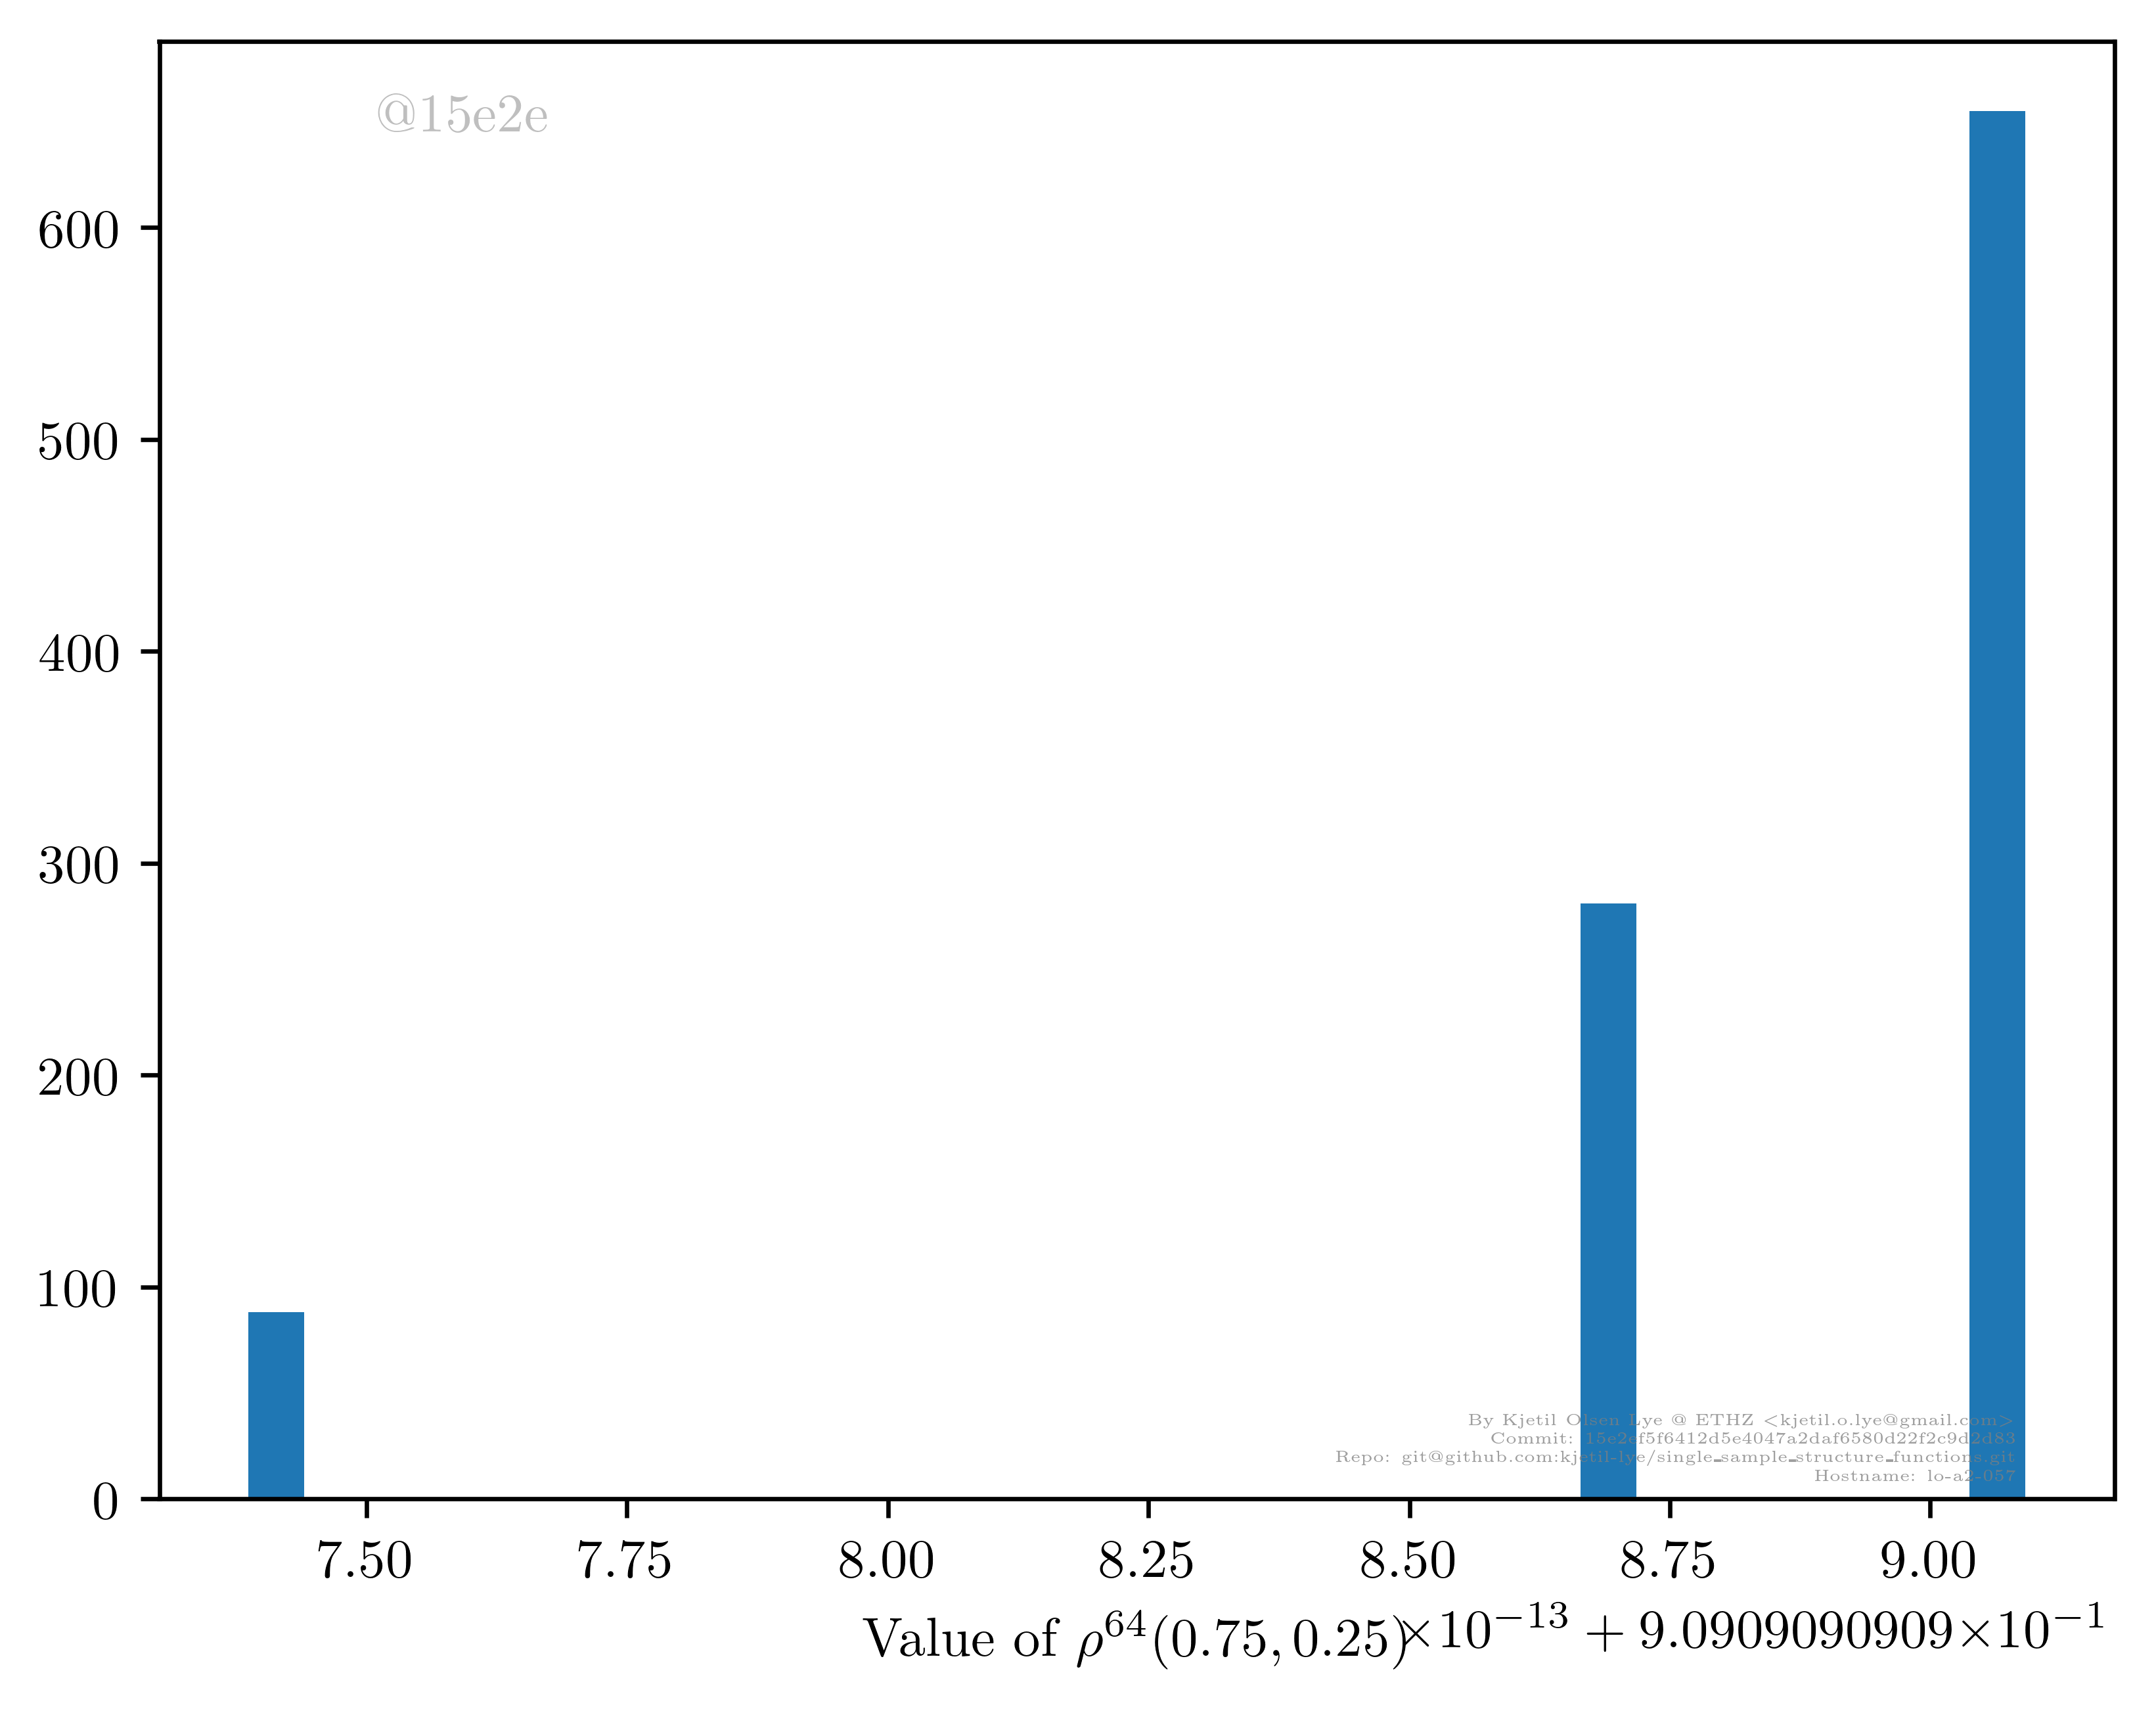 @15e2e
600
500
400
300
200
100
0
By Kjetil Olsen Lye @ ETHZ <kjetil.o.lye@gmail.com>
Commit: 15e2ef5f6412d5e4047a2daf6580d22f2c9d2d83
Repo: git@github.com:kjetil-lye/single_sample_structure_functions.git
Hostname: lo-a2-057
7.50 7.75 8.00 8.25 8.50 8.75 9.00
Value of ρ⁶⁴(0.75, 0.25) ×10⁻¹³ + 9.0909090909×10⁻¹